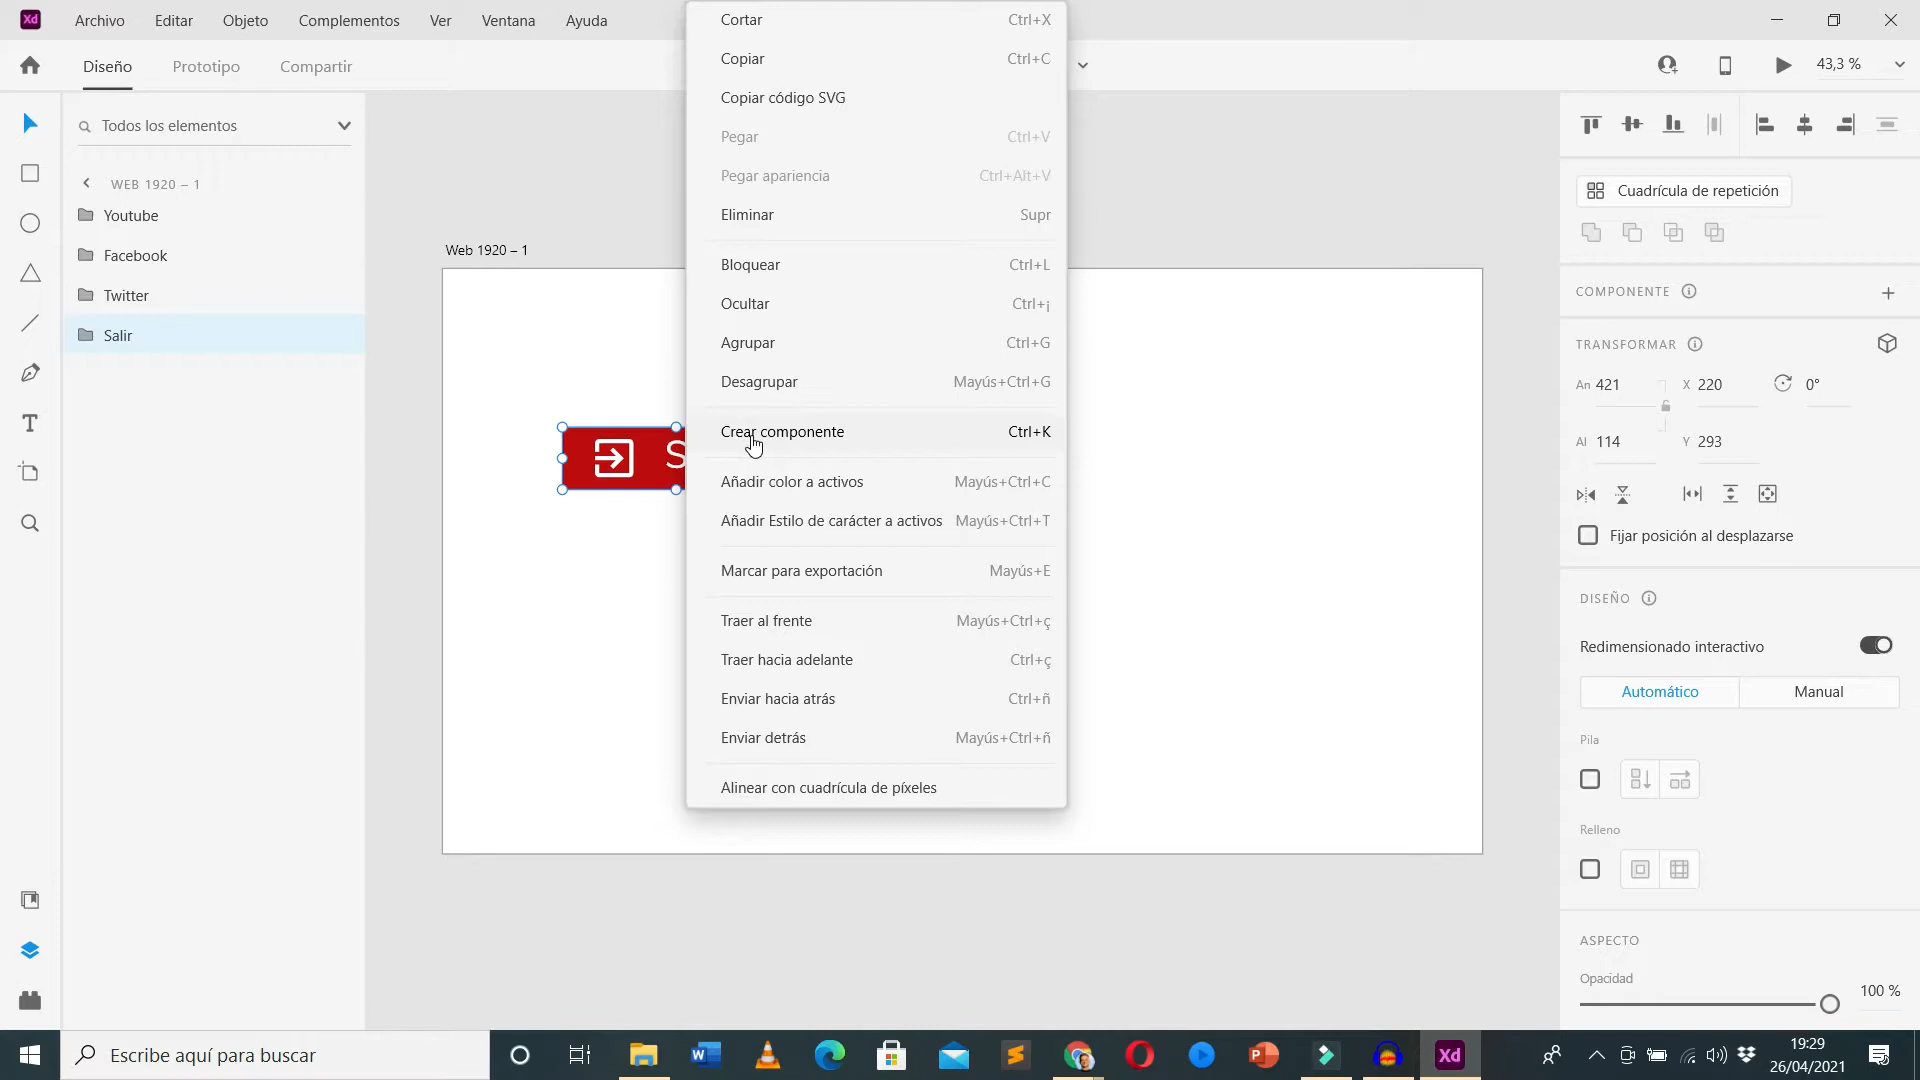 Xd Archivo Editar Objeto Complementos Ver Ventana Ayuda
Diseño Prototipo Compartir
43,3 %
Todos los elementos
WEB 1920 – 1
Youtube
Facebook
Twitter
Salir
Web 1920 – 1
S
Cortar Ctrl+X
Copiar Ctrl+C
Copiar código SVG
Pegar Ctrl+V
Pegar apariencia Ctrl+Alt+V
Eliminar Supr
Bloquear Ctrl+L
Ocultar Ctrl+¡
Agrupar Ctrl+G
Desagrupar Mayús+Ctrl+G
Crear componente Ctrl+K
Añadir color a activos Mayús+Ctrl+C
Añadir Estilo de carácter a activos Mayús+Ctrl+T
Marcar para exportación Mayús+E
Traer al frente Mayús+Ctrl+ç
Traer hacia adelante Ctrl+ç
Enviar hacia atrás Ctrl+ñ
Enviar detrás Mayús+Ctrl+ñ
Alinear con cuadrícula de píxeles
Cuadrícula de repetición
COMPONENTE
TRANSFORMAR
An 421 X 220 0°
Al 114 Y 293
Fijar posición al desplazarse
DISEÑO
Redimensionado interactivo
Automático Manual
Pila
Relleno
ASPECTO
Opacidad
100 %
Escribe aquí para buscar
Xd
19:29
26/04/2021